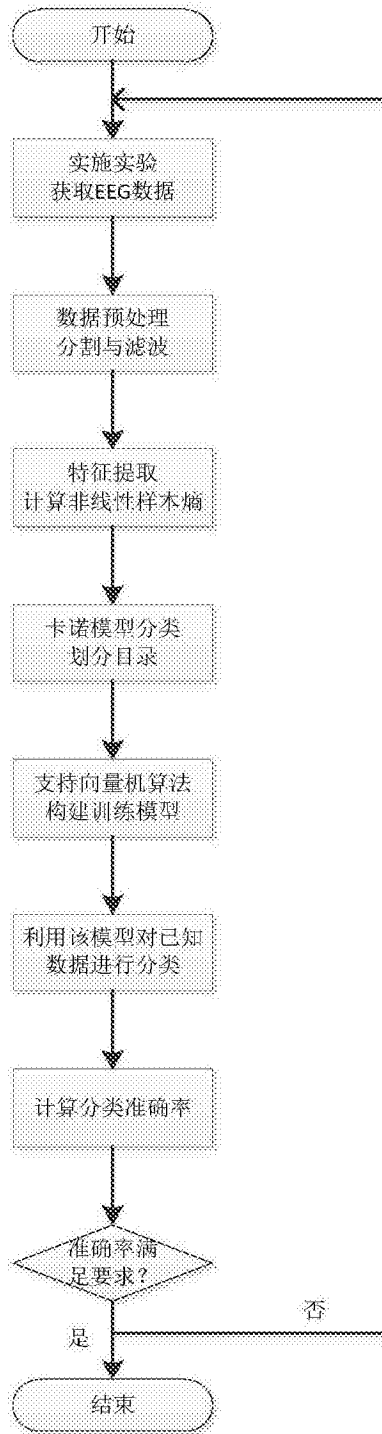 开始
实施实验
获取EEG数据
数据预处理
分割与滤波
特征提取
计算非线性样本熵
卡诺模型分类
划分目录
支持向量机算法
构建训练模型
利用该模型对已知
数据进行分类
计算分类准确率
准确率满
足要求？
否
是
结束